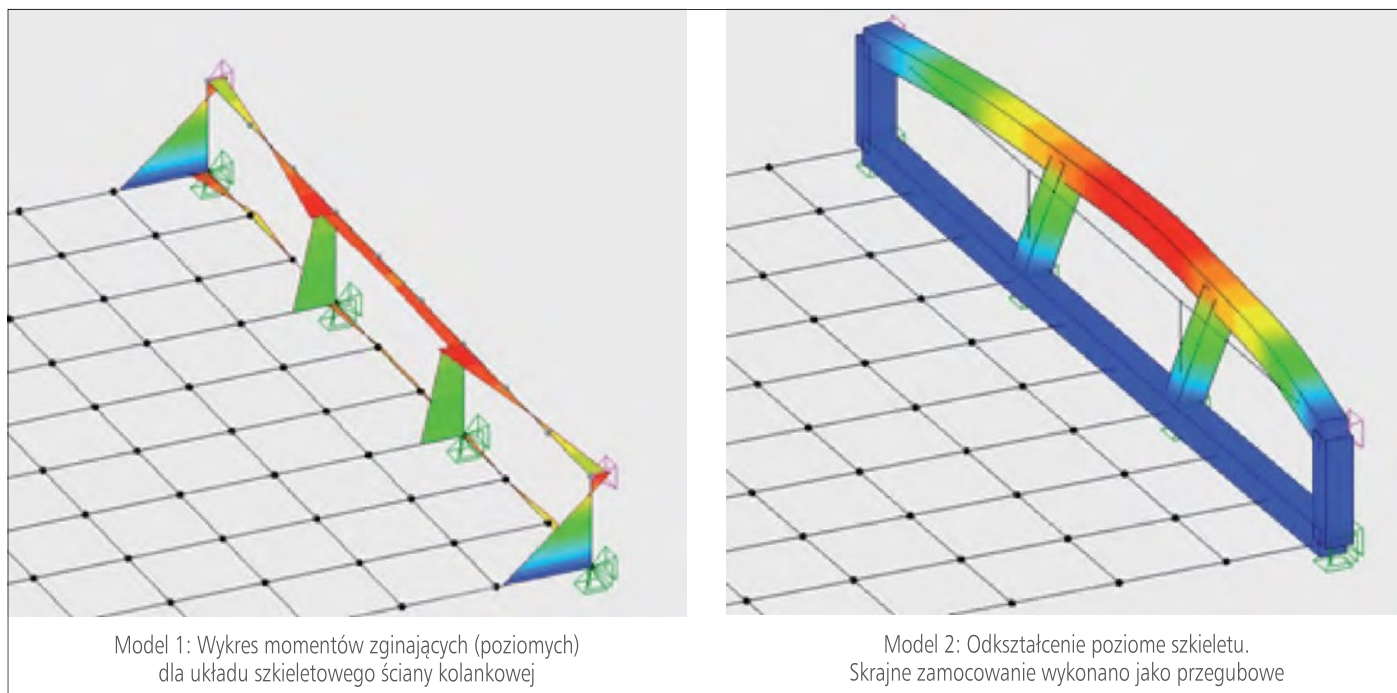 Model 1: Wykres momentów zginających (poziomych)
dla układu szkieletowego ściany kolankowej
Model 2: Odkształcenie poziome szkieletu.
Skrajne zamocowanie wykonano jako przegubowe